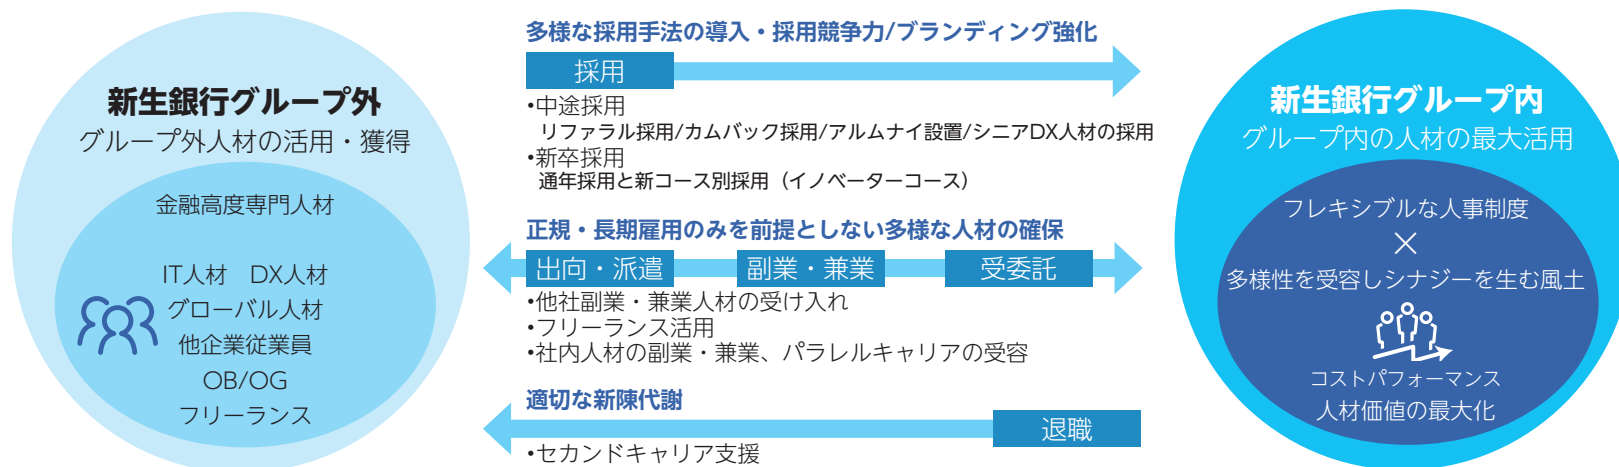 新生銀行グループ外
グループ外人材の活用・獲得
金融高度専門人材
IT人材　DX人材
グローバル人材
他企業従業員
OB/OG
フリーランス
多様な採用手法の導入・採用競争力/ブランディング強化
採用
•中途採用
リファラル採用/カムバック採用/アルムナイ設置/シニアDX人材の採用
•新卒採用
通年採用と新コース別採用（イノベーターコース）
正規・長期雇用のみを前提としない多様な人材の確保
出向・派遣　副業・兼業　受委託
•他社副業・兼業人材の受け入れ
•フリーランス活用
•社内人材の副業・兼業、パラレルキャリアの受容
適切な新陳代謝
退職
•セカンドキャリア支援
新生銀行グループ内
グループ内の人材の最大活用
フレキシブルな人事制度
×
多様性を受容しシナジーを生む風土
コストパフォーマンス
人材価値の最大化